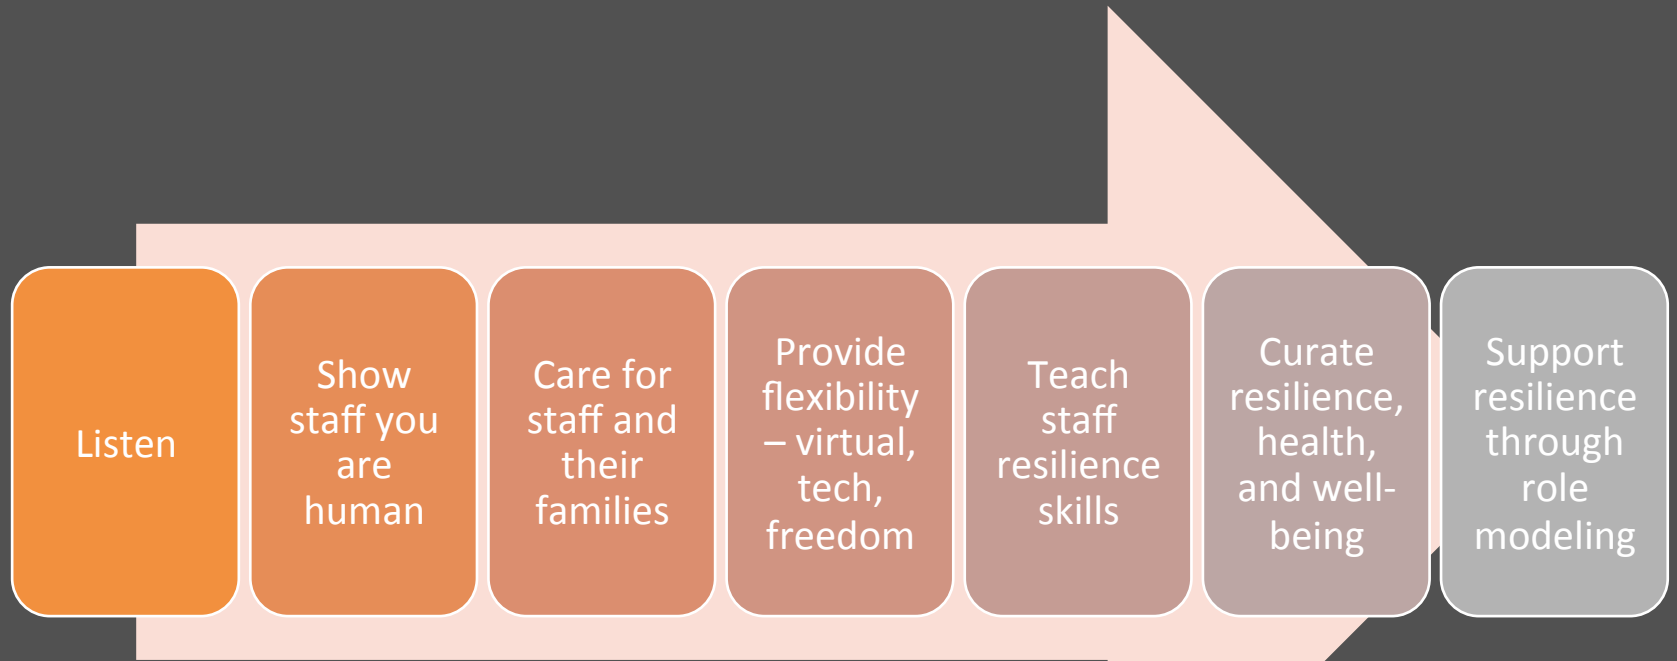 Listen
Show
staff you
are
human
Care for
staff and
their
families
Provide
flexibility
– virtual,
tech,
freedom
Teach
staff
resilience
skills
Curate
resilience,
health,
and well-
being
Support
resilience
through
role
modeling